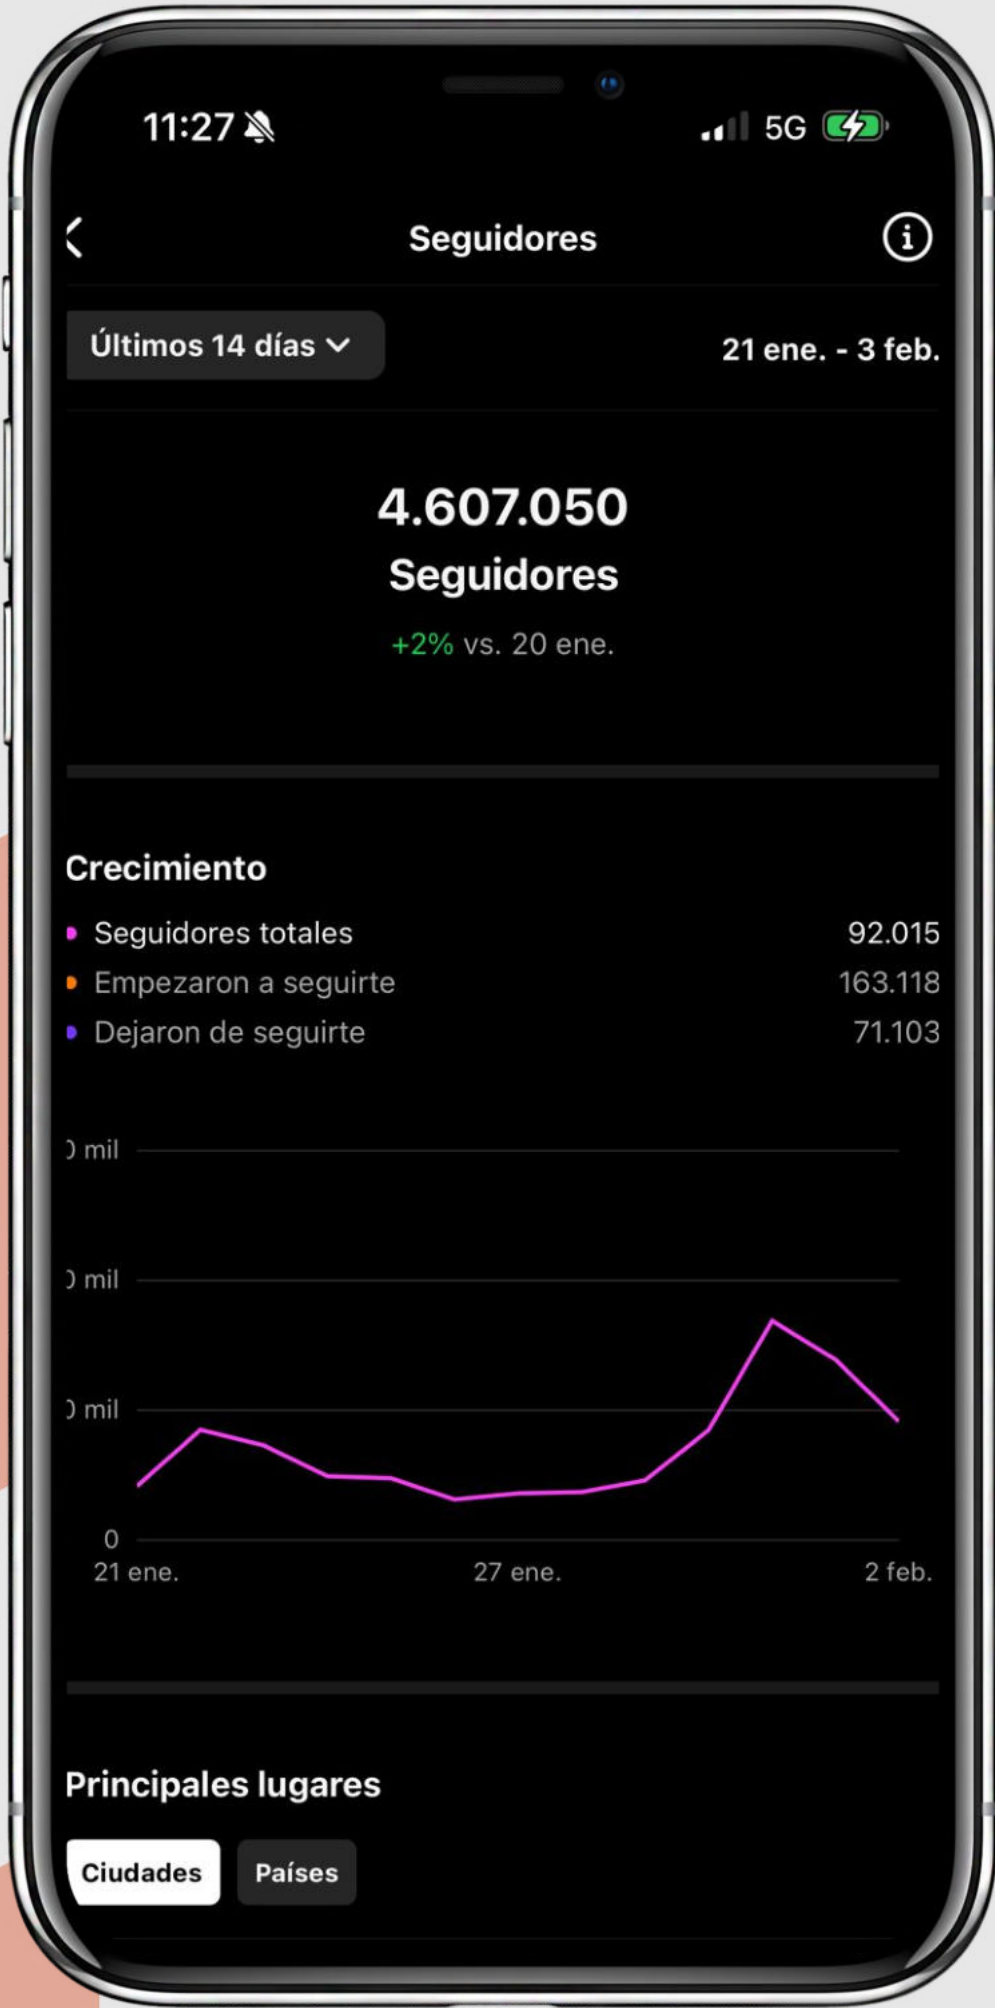 11:27
5G
Seguidores
Últimos 14 días
21 ene. - 3 feb.
4.607.050
Seguidores
+2% vs. 20 ene.
Crecimiento
Seguidores totales 92.015
Empezaron a seguirte 163.118
Dejaron de seguirte 71.103
mil
mil
mil
0
21 ene. 27 ene. 2 feb.
Principales lugares
Ciudades Países